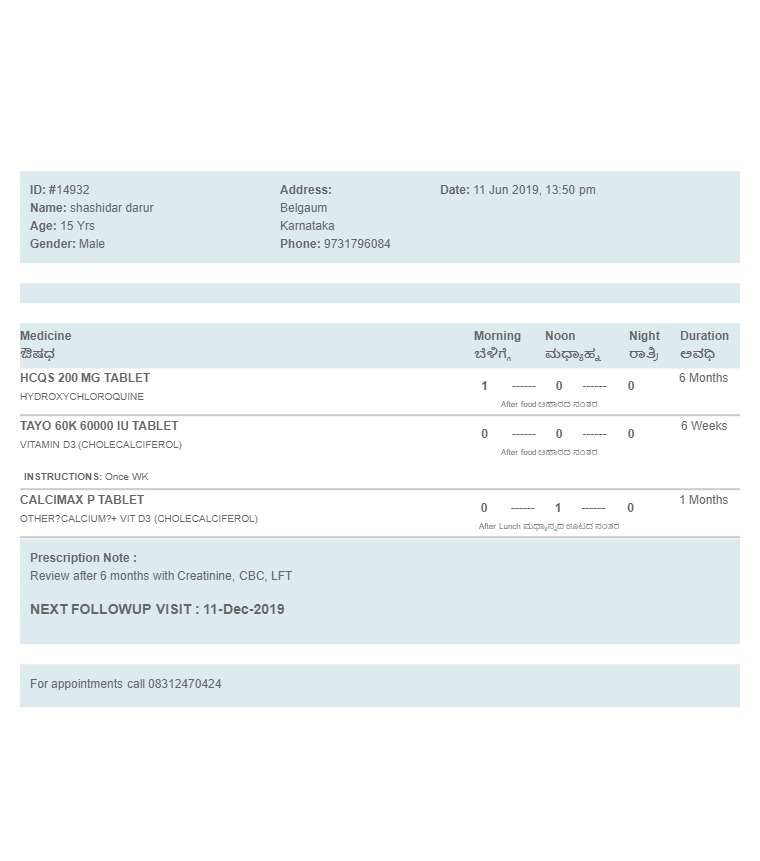 ID: #14932
Name: shashidar darur
Age: 15 Yrs
Gender: Male
Address:
Belgaum
Karnataka
Phone: 9731796084
Date: 11 Jun 2019, 13:50 pm
Medicine Morning Noon Night Duration
ಔಷಧ ಬೆಳಿಗ್ಗೆ ಮಧ್ಯಾಹ್ನ ರಾತ್ರಿ ಅವಧಿ
HCQS 200 MG TABLET 1 ------ 0 ------ 0 6 Months
HYDROXYCHLOROQUINE After food ಆಹಾರದ ನಂತರ
TAYO 60K 60000 IU TABLET 0 ------ 0 ------ 0 6 Weeks
VITAMIN D3 (CHOLECALCIFEROL) After food ಆಹಾರದ ನಂತರ
INSTRUCTIONS: Once WK
CALCIMAX P TABLET 0 ------ 1 ------ 0 1 Months
OTHER?CALCIUM?+ VIT D3 (CHOLECALCIFEROL) After Lunch ಮಧ್ಯಾನ್ನದ ಊಟದ ನಂತರ
Prescription Note :
Review after 6 months with Creatinine, CBC, LFT
NEXT FOLLOWUP VISIT : 11-Dec-2019
For appointments call 08312470424